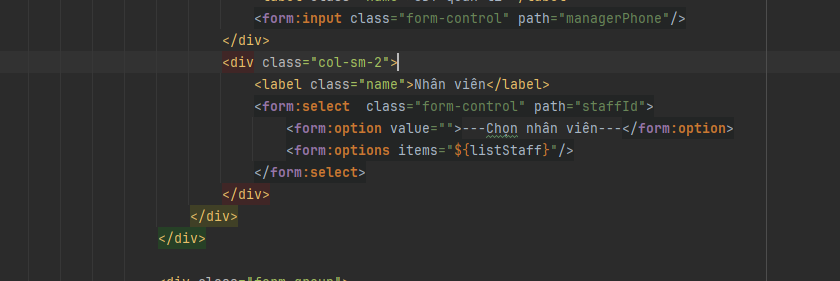 <form:input class="form-control" path="managerPhone"/>
</div>
<div class="col-sm-2">
<label class="name">Nhân viên</label>
<form:select  class="form-control" path="staffId">
<form:option value="">---Chọn nhân viên---</form:option>
<form:options items="${listStaff}"/>
</form:select>
</div>
</div>
</div>
<div class="form-group">